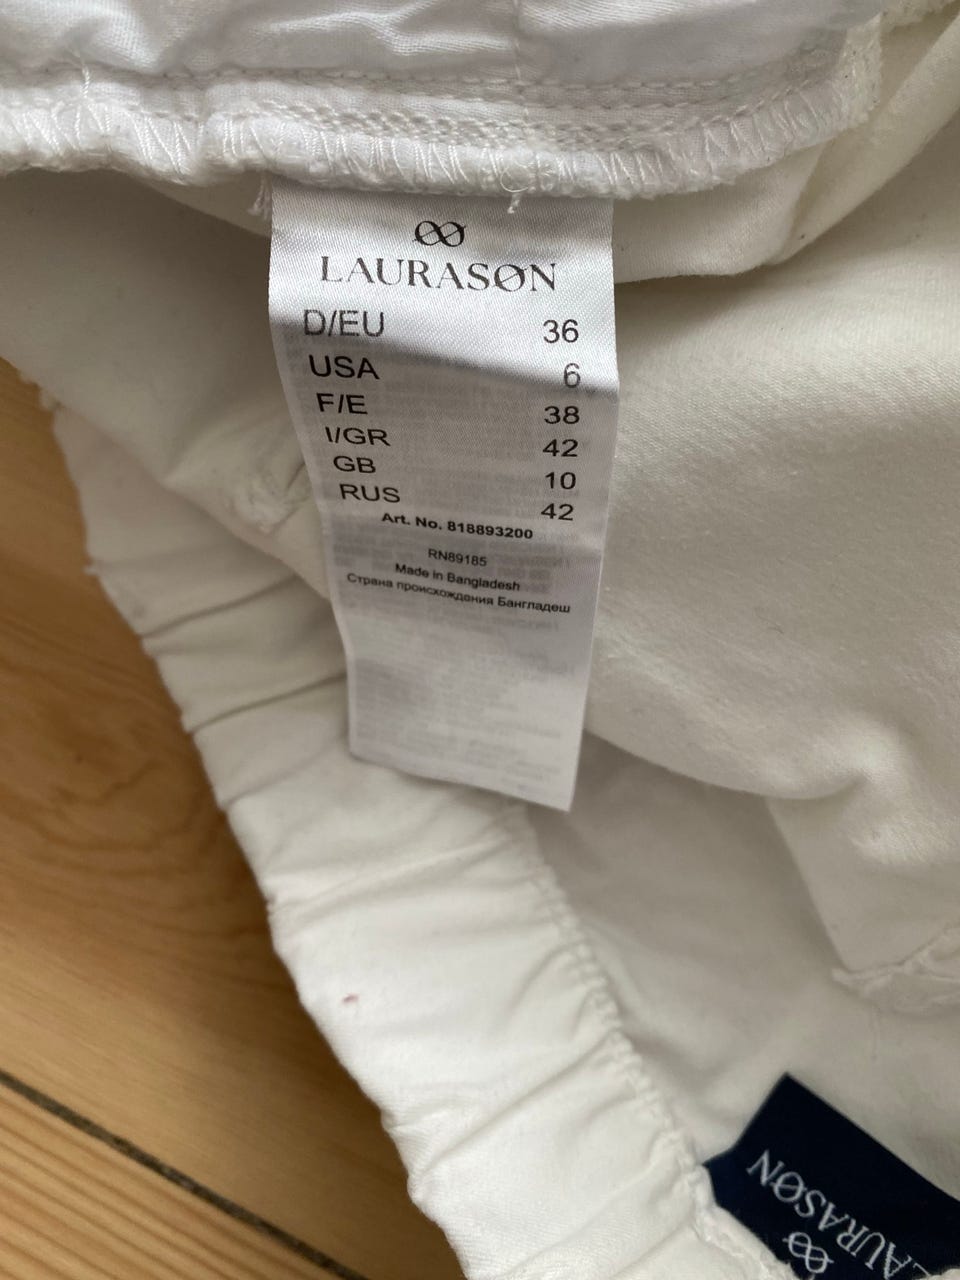 LAURASØN
D/EU 36
USA 6
F/E 38
I/GR 42
GB 10
RUS 42
Art. No. 818893200
RN89185
Made in Bangladesh
Страна происхождения Бангладеш
LAURASØN